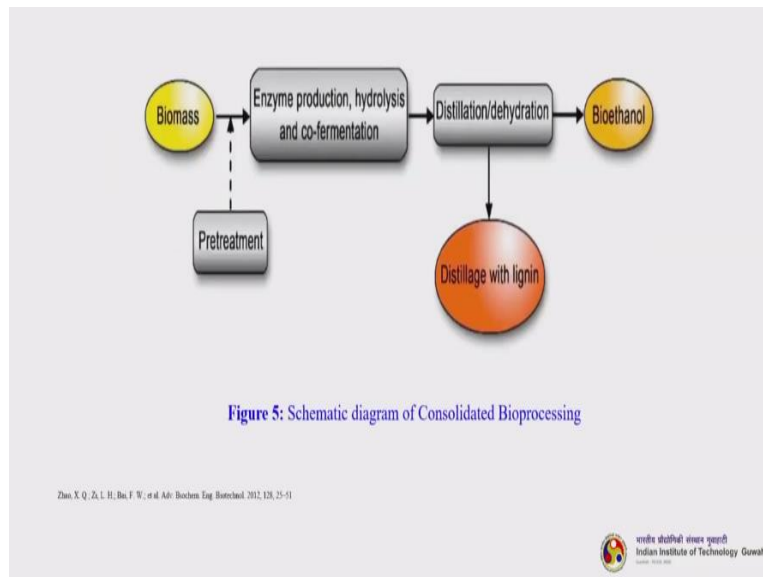 Biomass
Enzyme production, hydrolysis
and co-fermentation
Distillation/dehydration
Bioethanol
Pretreatment
Distillage with lignin
Figure 5: Schematic diagram of Consolidated Bioprocessing
Zhao, X. Q.; Zi, L. H.; Bai, F. W.; et al. Adv. Biochem. Eng. Biotechnol. 2012, 128, 25–51
भारतीय प्रौद्योगिकी संस्थान गुवाहाटी
Indian Institute of Technology Guwah